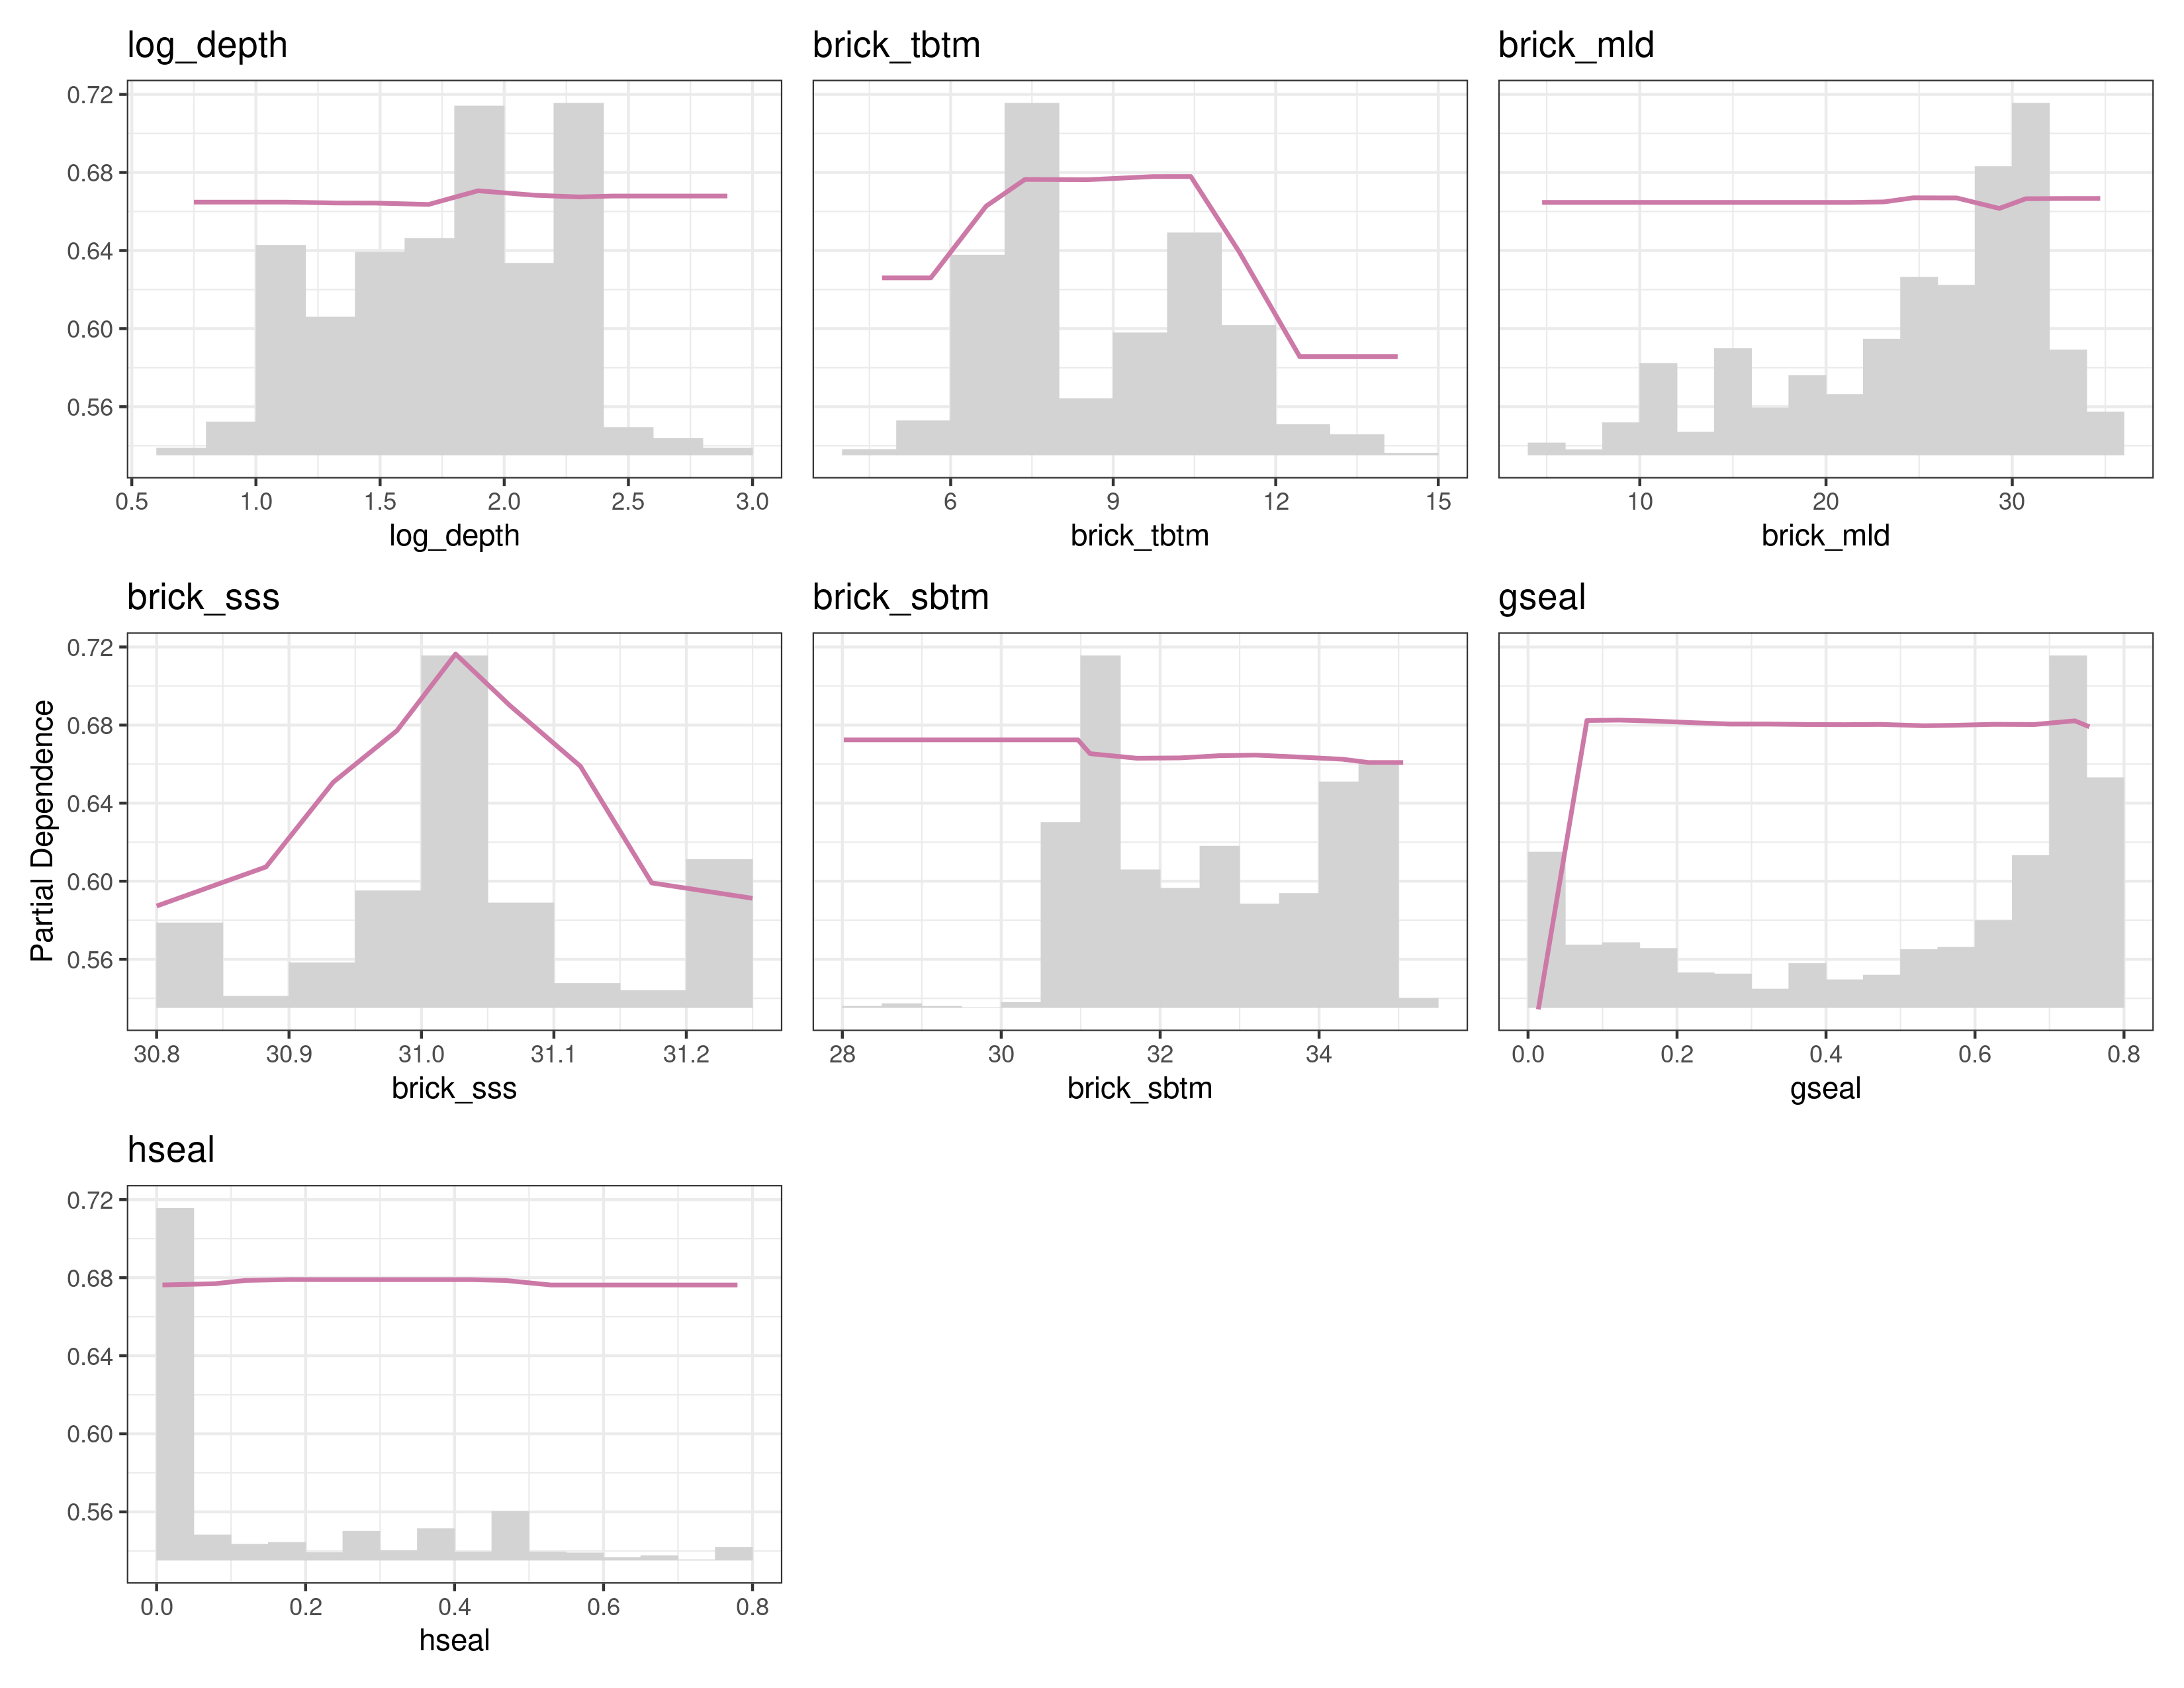 log_depth
brick_tbtm
brick_mld
0.72
0.68
0.64
0.60
0.56
0.5 1.0 1.5 2.0 2.5 3.0
6 9 12 15
10 20 30
log_depth
brick_tbtm
brick_mld
brick_sss
brick_sbtm
gseal
Partial Dependence
0.72
0.68
0.64
0.60
0.56
30.8 30.9 31.0 31.1 31.2
28 30 32 34
0.0 0.2 0.4 0.6 0.8
brick_sss
brick_sbtm
gseal
hseal
0.72
0.68
0.64
0.60
0.56
0.0 0.2 0.4 0.6 0.8
hseal